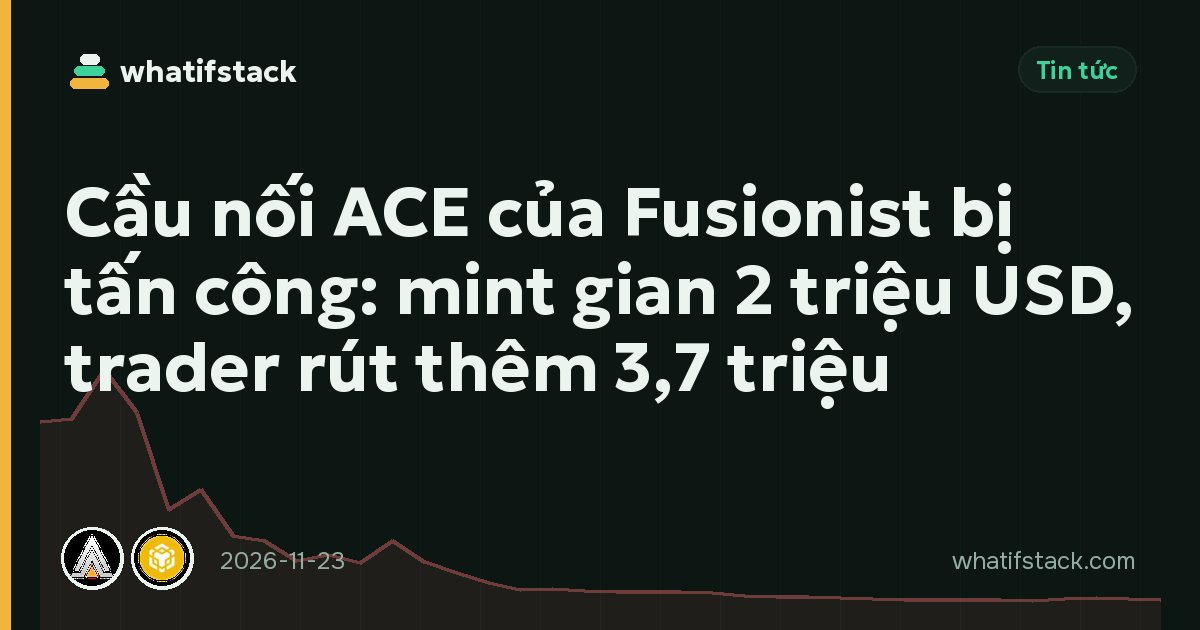 whatifstack
Tin tức
Cầu nối ACE của Fusionist bị
tấn công: mint gian 2 triệu USD,
trader rút thêm 3,7 triệu
2026-11-23
whatifstack.com